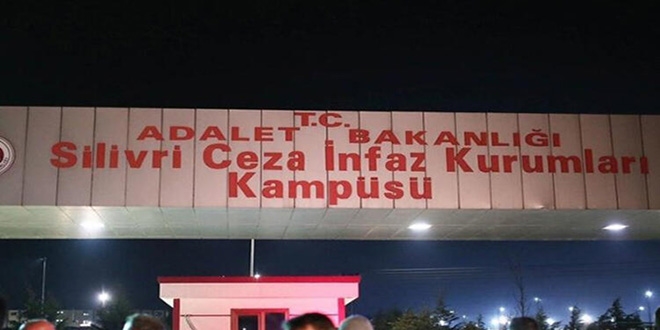 T.C.
ADALET BAKANLIĞI
Silivri Ceza İnfaz Kurumları
Kampüsü